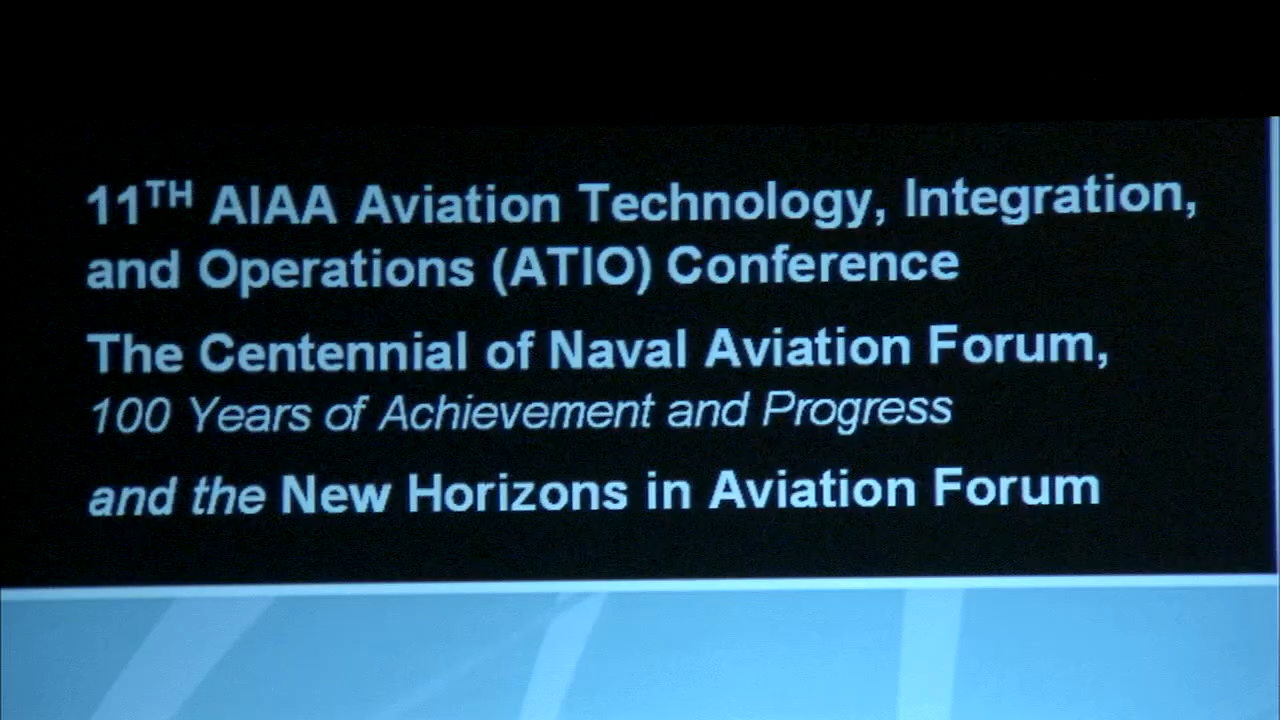 11TH AIAA Aviation Technology, Integration,
and Operations (ATIO) Conference
The Centennial of Naval Aviation Forum,
100 Years of Achievement and Progress
and the New Horizons in Aviation Forum